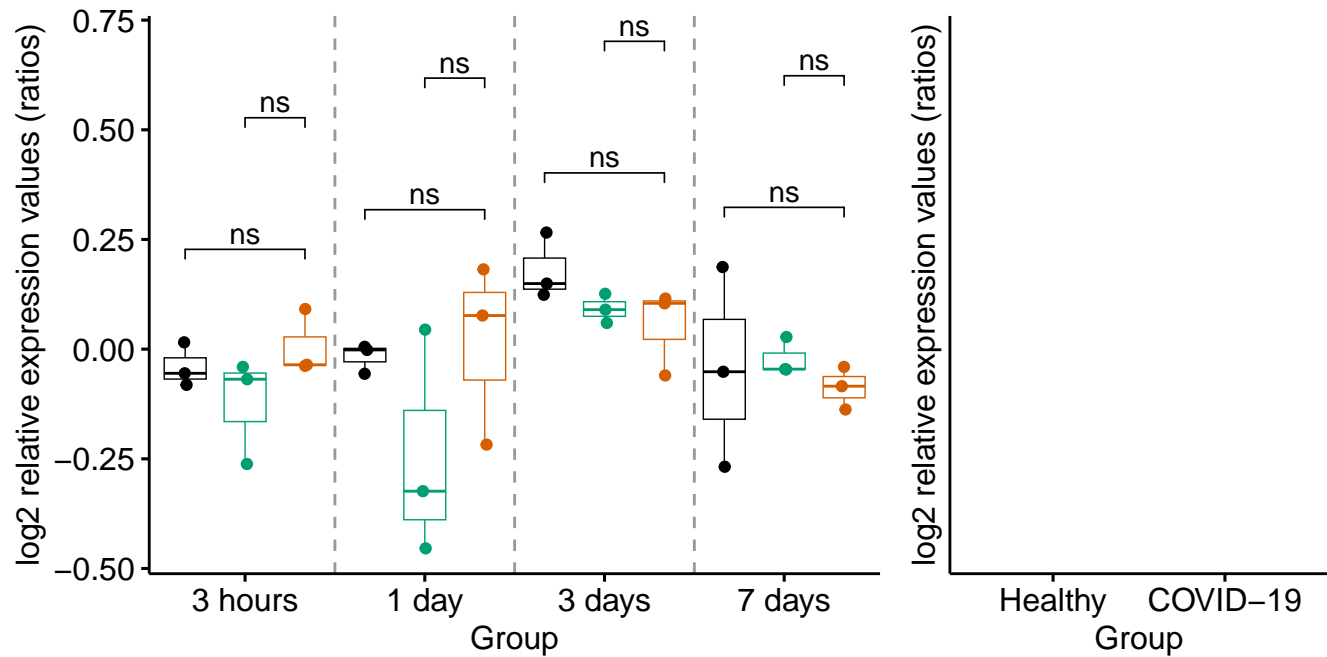 log2 relative expression values (ratios)
0.75
0.50
0.25
0.00
−0.25
−0.50
ns
ns
ns
ns
ns
ns
ns
ns
3 hours
1 day
3 days
7 days
Group
log2 relative expression values (ratios)
Healthy
COVID−19
Group